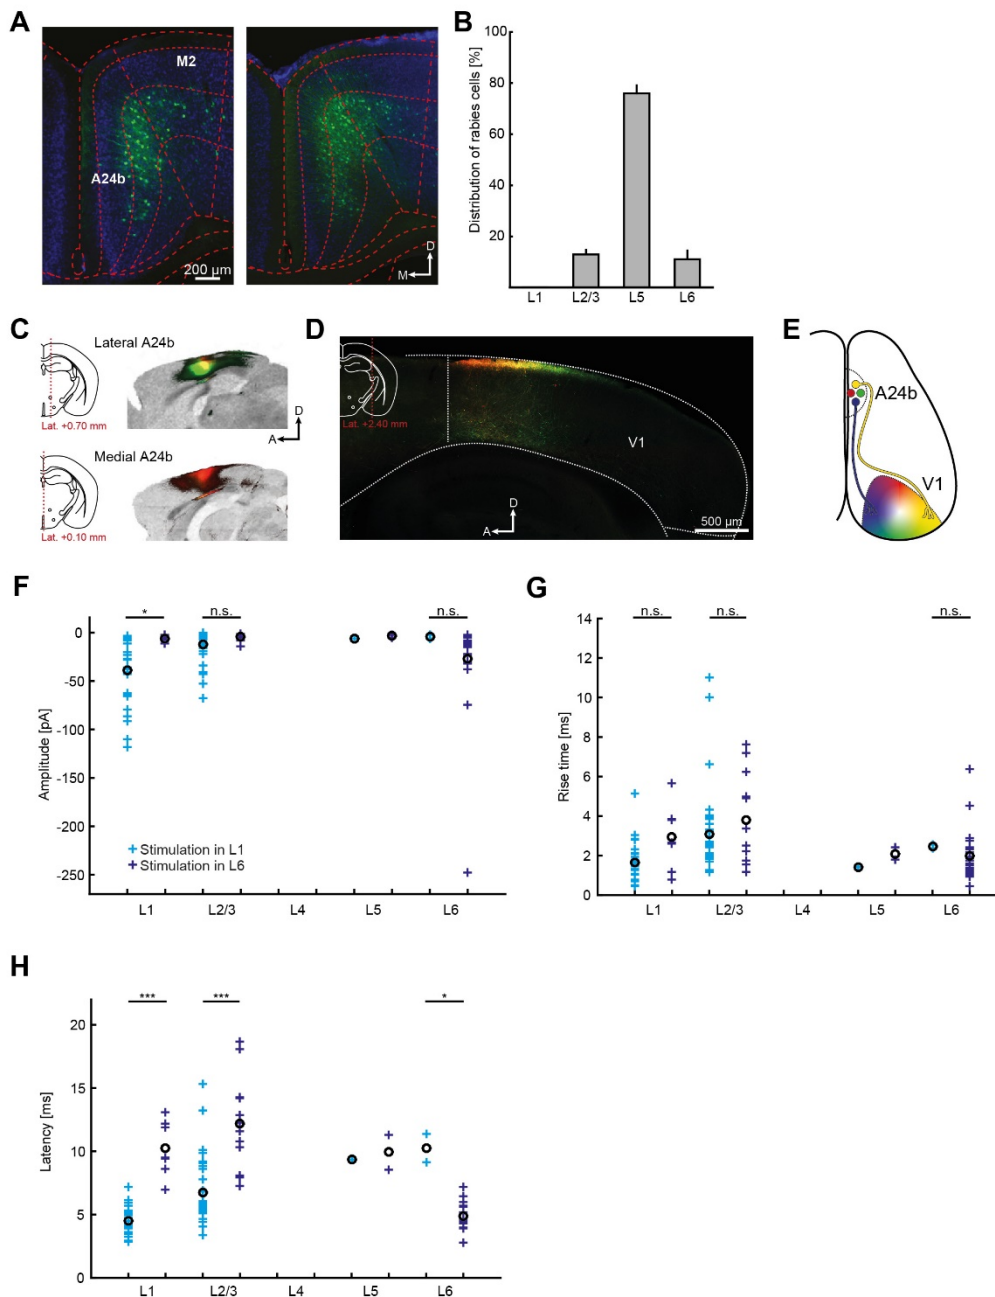 A
M2
A24b
200 µm
D
M
B
Distribution of rabies cells [%]
100
80
60
40
20
L1
L2/3
L5
L6
C
Lateral A24b
Lat. +0.70 mm
D
A
Medial A24b
Lat. +0.10 mm
D
Lat. +2.40 mm
V1
D
A
500 µm
E
A24b
V1
F
* n.s. n.s.
Amplitude [pA]
0
-50
-100
-150
-200
-250
Stimulation in L1
Stimulation in L6
L1 L2/3 L4 L5 L6
G
n.s. n.s. n.s.
Rise time [ms]
14
12
10
8
6
4
2
0
L1 L2/3 L4 L5 L6
H
*** *** *
Latency [ms]
20
15
10
5
0
L1 L2/3 L4 L5 L6